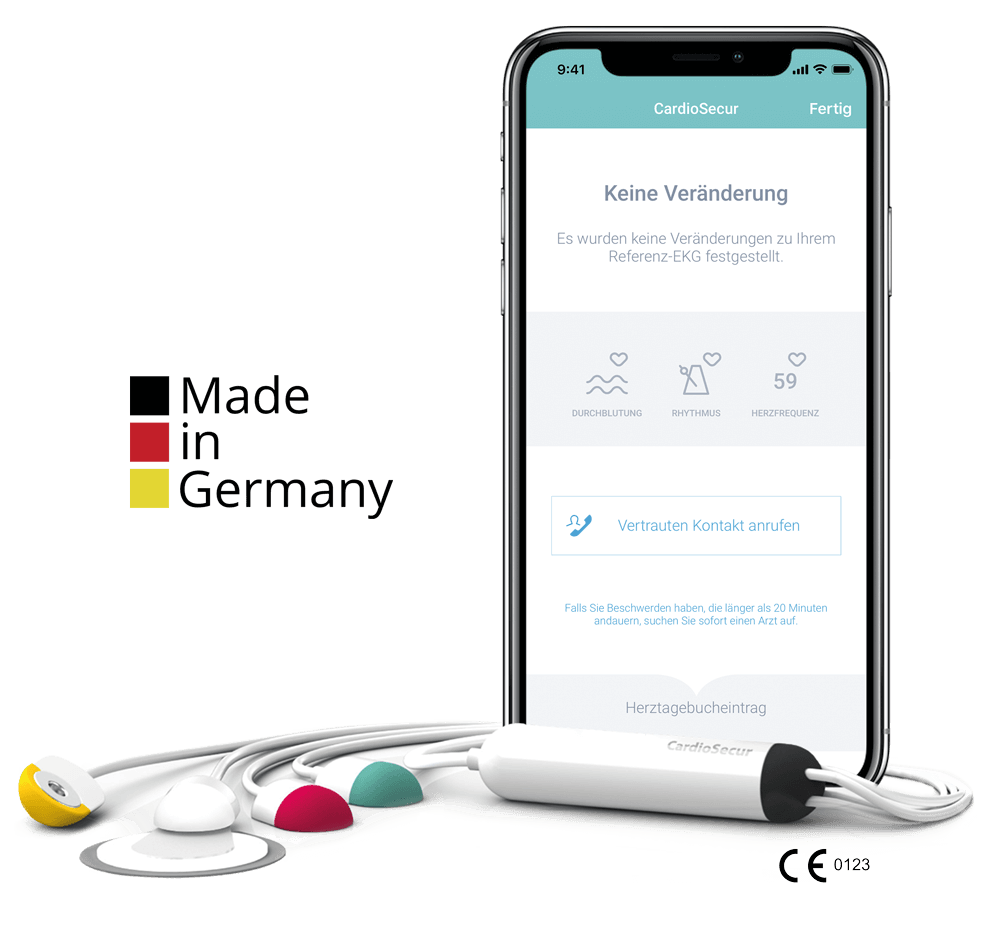 9:41
CardioSecur Fertig
Keine Veränderung
Es wurden keine Veränderungen zu Ihrem
Referenz-EKG festgestellt.
59
DURCHBLUTUNG RHYTHMUS HERZFREQUENZ
Made
in
Germany
Vertrauten Kontakt anrufen
Falls Sie Beschwerden haben, die länger als 20 Minuten
andauern, suchen Sie sofort einen Arzt auf.
Herztagebucheintrag
CardioSecur
CE 0123